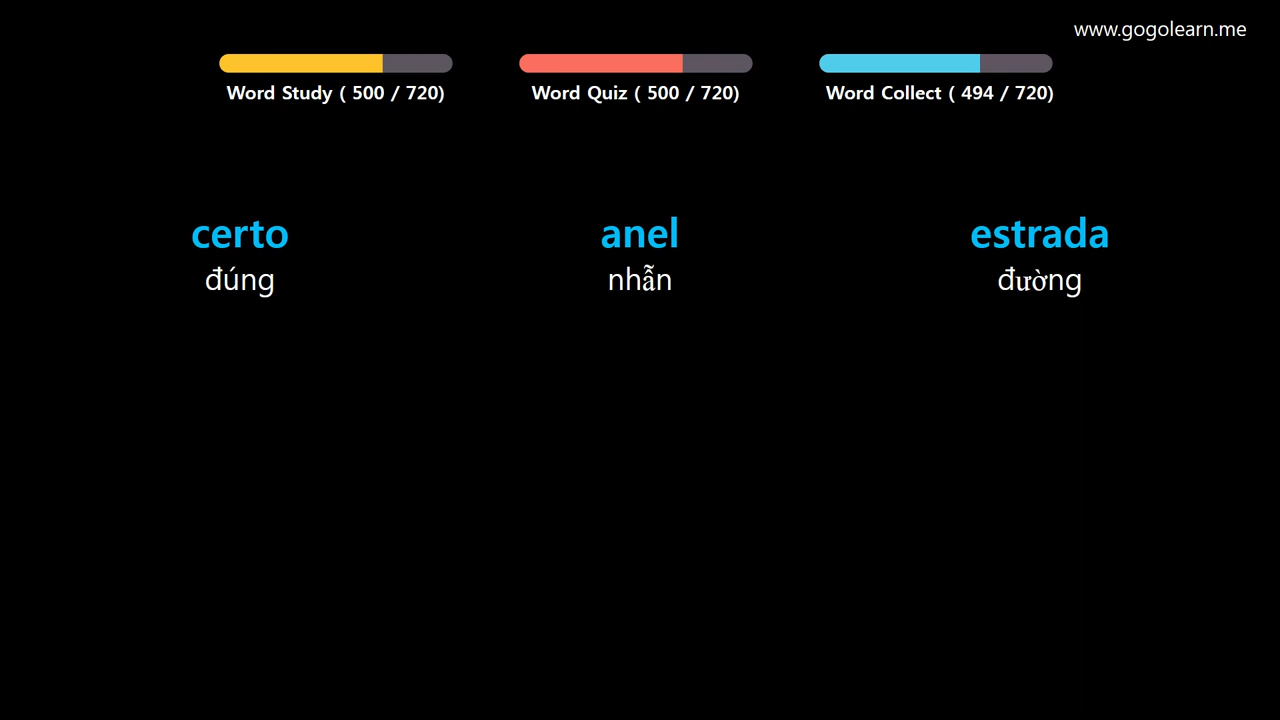 www.gogolearn.me
Word Study ( 500 / 720)
Word Quiz ( 500 / 720)
Word Collect ( 494 / 720)
certo
đúng
anel
nhẫn
estrada
đường